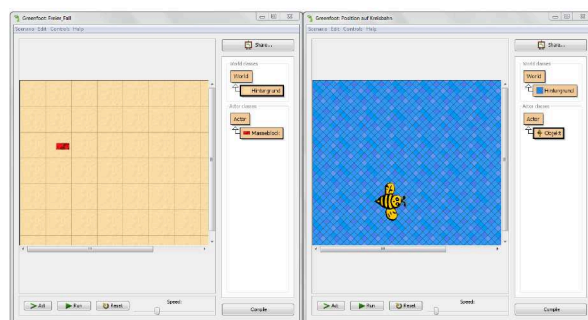 Greenfoot: Freier_Fall
Scenario Edit Controls Help
Share...
World classes
World
Hintergrund
Actor classes
Actor
Masseblock
Act
Run
Reset
Speed:
Compile
Greenfoot: Position auf Kreisbahn
Scenario Edit Controls Help
Share...
World classes
World
Hintergrund
Actor classes
Actor
Objekt
Act
Run
Reset
Speed:
Compile